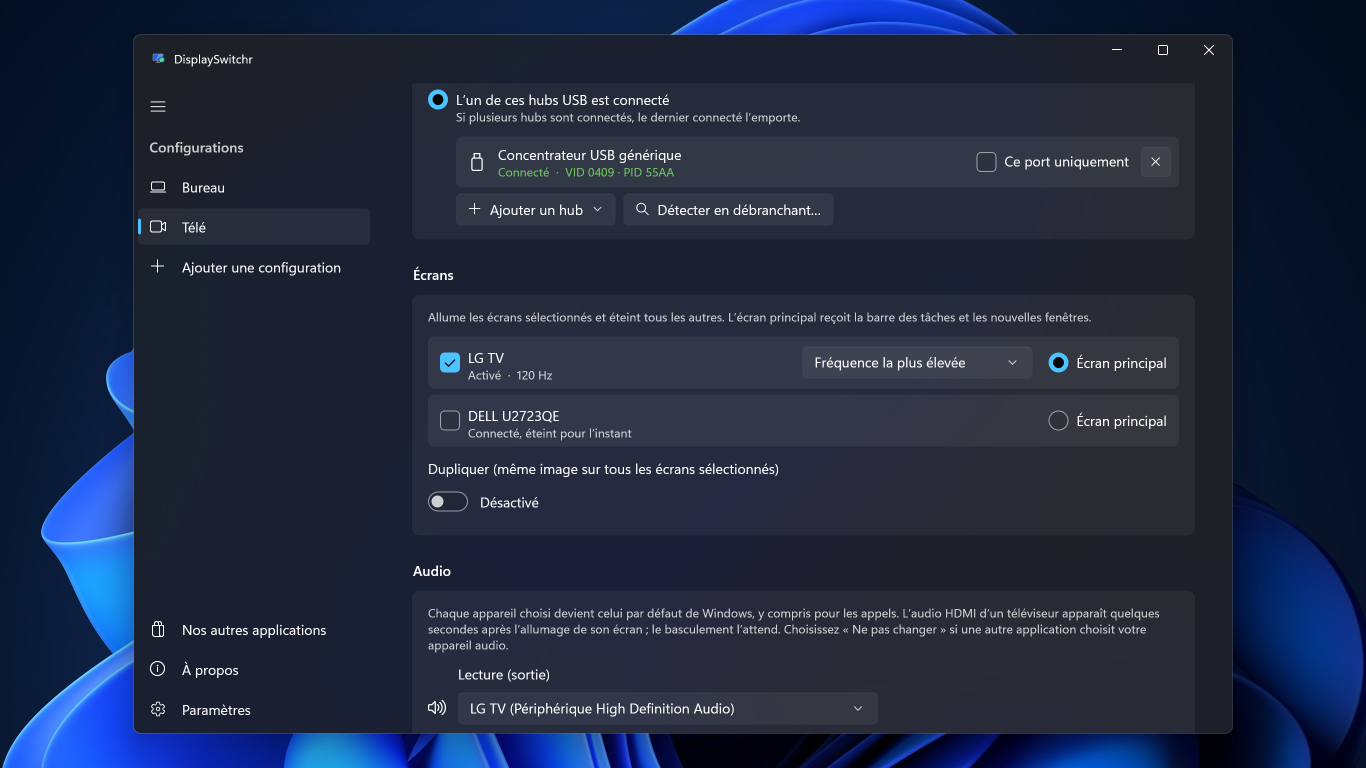 DisplaySwitchr
Configurations
Bureau
Télé
Ajouter une configuration
Nos autres applications
À propos
Paramètres
L’un de ces hubs USB est connecté
Si plusieurs hubs sont connectés, le dernier connecté l’emporte.
Concentrateur USB générique
Connecté · VID 0409 · PID 55AA
Ce port uniquement
Ajouter un hub
Détecter en débranchant...
Écrans
Allume les écrans sélectionnés et éteint tous les autres. L’écran principal reçoit la barre des tâches et les nouvelles fenêtres.
LG TV
Activé · 120 Hz
Fréquence la plus élevée
Écran principal
DELL U2723QE
Connecté, éteint pour l’instant
Écran principal
Dupliquer (même image sur tous les écrans sélectionnés)
Désactivé
Audio
Chaque appareil choisi devient celui par défaut de Windows, y compris pour les appels. L’audio HDMI d’un téléviseur apparaît quelques
secondes après l’allumage de son écran ; le basculement l’attend. Choisissez « Ne pas changer » si une autre application choisit votre
appareil audio.
Lecture (sortie)
LG TV (Périphérique High Definition Audio)